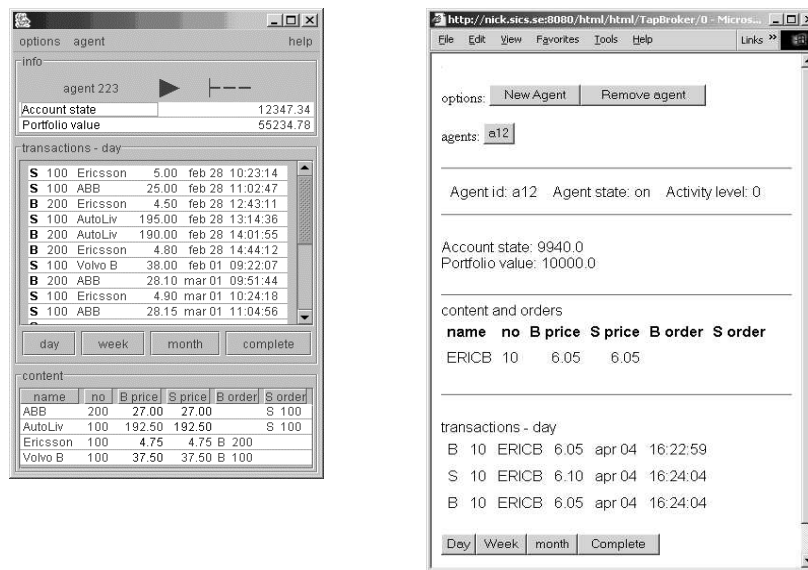 options agent help
info
agent 223
Account state 12347.34
Portfolio value 55234.78
transactions - day
S 100 Ericsson 5.00 feb 28 10:23:14
S 100 ABB 25.00 feb 28 11:02:47
B 200 Ericsson 4.50 feb 28 12:43:11
S 100 AutoLiv 195.00 feb 28 13:14:36
B 200 AutoLiv 190.00 feb 28 14:01:55
B 200 Ericsson 4.80 feb 28 14:44:12
S 100 Volvo B 38.00 feb 01 09:22:07
B 200 ABB 28.10 mar 01 09:51:44
S 100 Ericsson 4.90 mar 01 10:24:18
S 100 ABB 28.15 mar 01 11:04:56
day week month complete
content
name no B price S price B order S order
ABB 200 27.00 27.00 S 100
AutoLiv 100 192.50 192.50 S 100
Ericsson 100 4.75 4.75 B 200
Volvo B 100 37.50 37.50 B 100
http://nick.sics.se:8080/html/html/TapBroker/0 - Micros...
File Edit View Favorites Tools Help Links »
options: New Agent Remove agent
agents: a12
Agent id: a12 Agent state: on Activity level: 0
Account state: 9940.0
Portfolio value: 10000.0
content and orders
name no B price S price B order S order
ERICB 10 6.05 6.05
transactions - day
B 10 ERICB 6.05 apr 04 16:22:59
S 10 ERICB 6.10 apr 04 16:24:04
B 10 ERICB 6.05 apr 04 16:24:04
Day Week month Complete